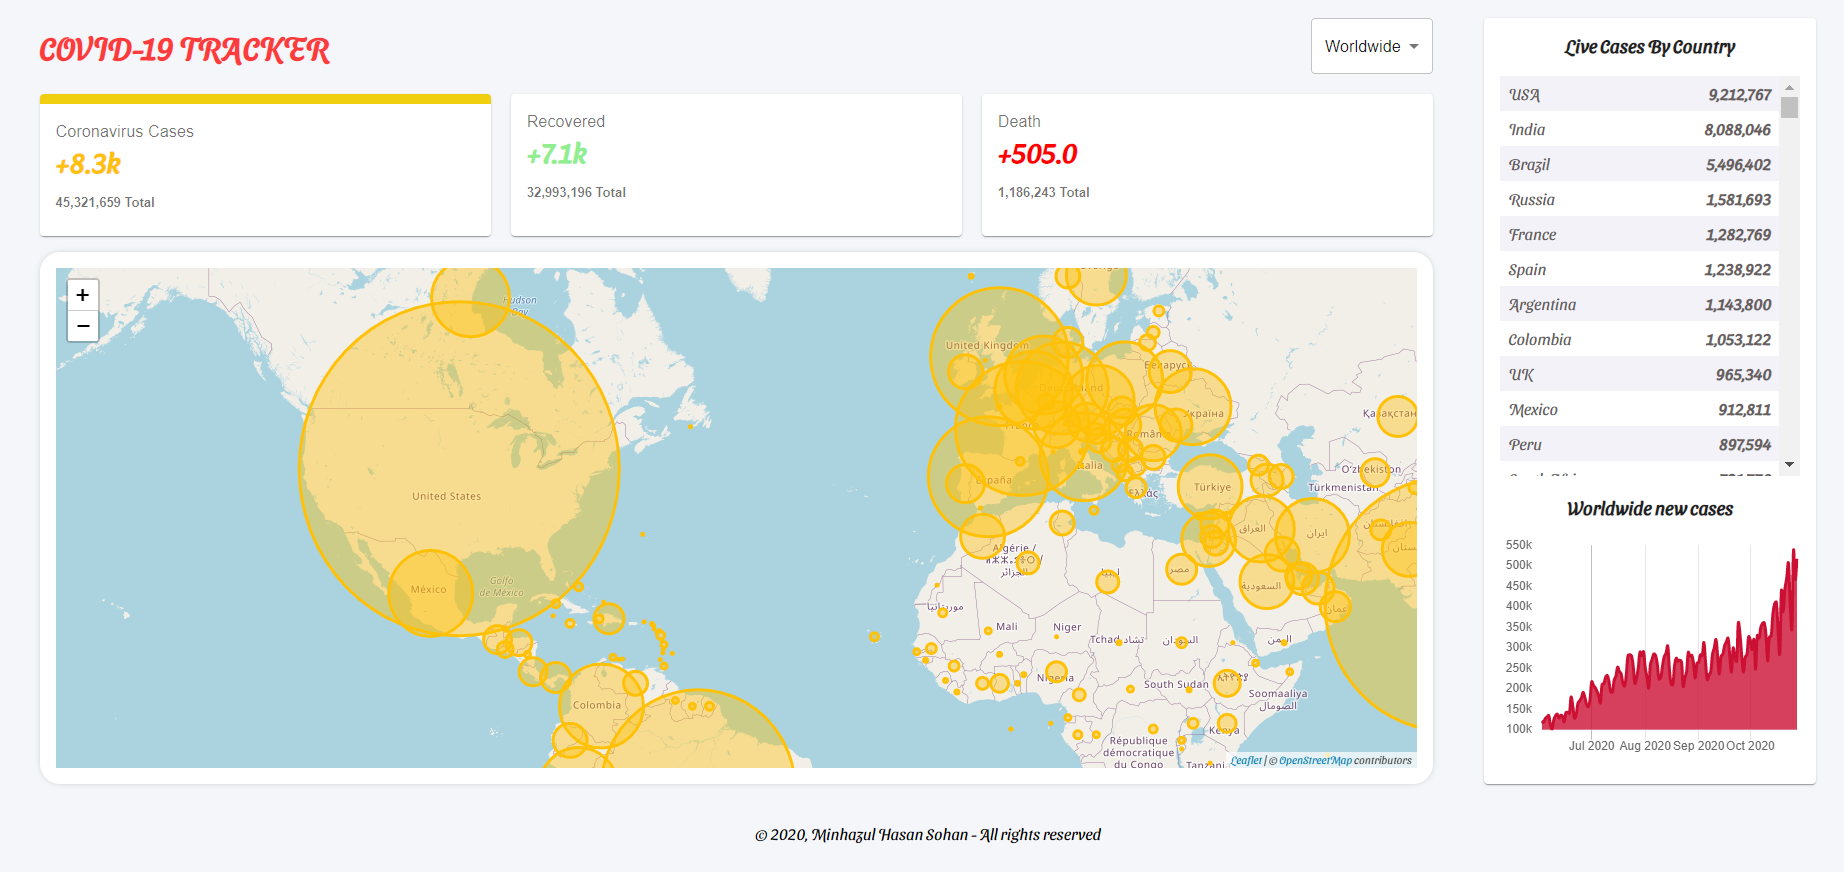 COVID-19 TRACKER
Worldwide
Coronavirus Cases
+8.3k
45,321,659 Total
Recovered
+7.1k
32,993,196 Total
Death
+505.0
1,186,243 Total
+
−
Hudson
Bay
United States
México
Golfo
de México
Colombia
United Kingdom
Deutschland
Беларусь
Україна
Қазақстан
România
Italia
España
Ελλάς
Türkiye
O'zbekiston
Türkmenistan
العراق
ایران
Algérie /
الجزائر
ليبيا
مصر
السعودية
عمان
موريتانيا
Mali
Niger
Tchad تشاد
السودان
اليمن
Nigeria
South Sudan
Soomaaliya
الصومال
Kenya
République
démocratique
du Congo
Leaflet | © OpenStreetMap contributors
Live Cases By Country
USA 9,212,767
India 8,088,046
Brazil 5,496,402
Russia 1,581,693
France 1,282,769
Spain 1,238,922
Argentina 1,143,800
Colombia 1,053,122
UK 965,340
Mexico 912,811
Peru 897,594
Worldwide new cases
550k
500k
450k
400k
350k
300k
250k
200k
150k
100k
Jul 2020 Aug 2020 Sep 2020 Oct 2020
© 2020, Minhazul Hasan Sohan - All rights reserved